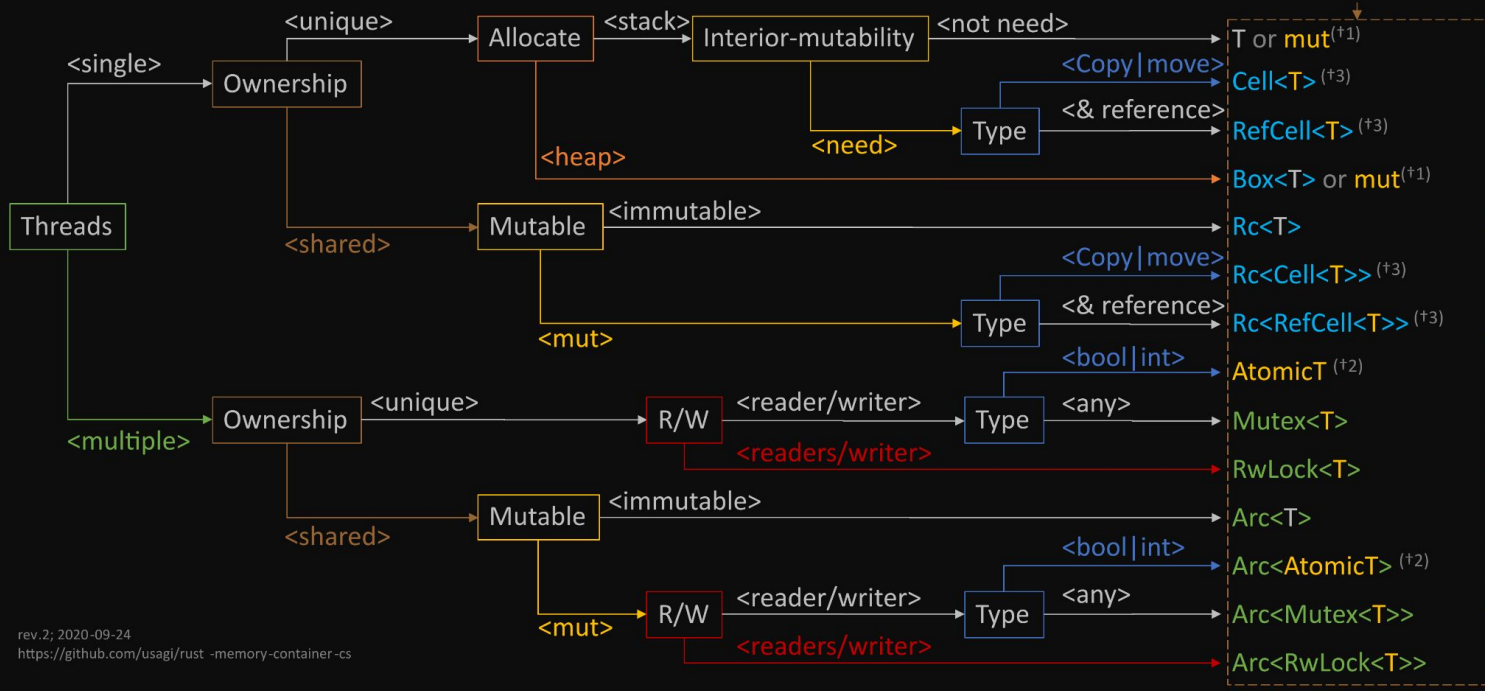 <unique>
Allocate
<stack>
Interior-mutability
<not need>
T or mut(†1)
<single>
Ownership
<Copy|move>
Cell<T> (†3)
<need>
Type
<& reference>
RefCell<T> (†3)
<heap>
Box<T> or mut(†1)
Threads
<shared>
Mutable
<immutable>
Rc<T>
<Copy|move>
Rc<Cell<T>> (†3)
<mut>
Type
<& reference>
Rc<RefCell<T>> (†3)
<multiple>
Ownership
<unique>
R/W
<reader/writer>
Type
<bool|int>
AtomicT (†2)
<any>
Mutex<T>
<readers/writer>
RwLock<T>
<shared>
Mutable
<immutable>
Arc<T>
<mut>
R/W
<reader/writer>
Type
<bool|int>
Arc<AtomicT> (†2)
<any>
Arc<Mutex<T>>
<readers/writer>
Arc<RwLock<T>>
rev.2; 2020-09-24
https://github.com/usagi/rust -memory-container-cs